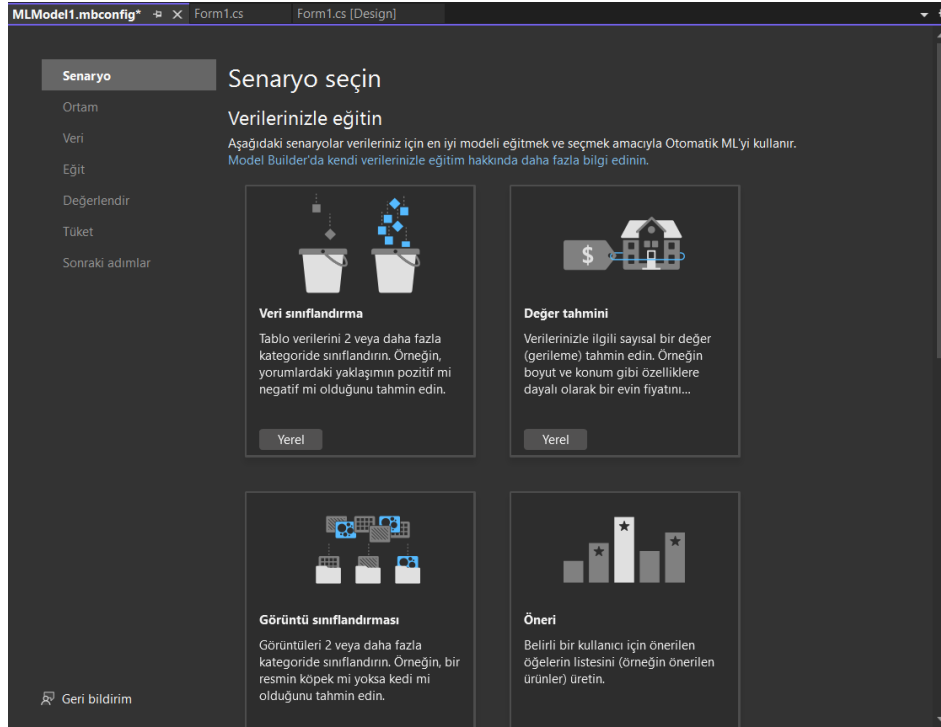 MLModel1.mbconfig*
Form1.cs
Form1.cs [Design]
Senaryo
Ortam
Veri
Eğit
Değerlendir
Tüket
Sonraki adımlar
Geri bildirim
Senaryo seçin
Verilerinizle eğitin
Aşağıdaki senaryolar verileriniz için en iyi modeli eğitmek ve seçmek amacıyla Otomatik ML'yi kullanır.
Model Builder'da kendi verilerinizle eğitim hakkında daha fazla bilgi edinin.
Veri sınıflandırma
Tablo verilerini 2 veya daha fazla
kategoride sınıflandırın. Örneğin,
yorumlardaki yaklaşımın pozitif mi
negatif mi olduğunu tahmin edin.
Yerel
$
Değer tahmini
Verilerinizle ilgili sayısal bir değer
(gerileme) tahmin edin. Örneğin
boyut ve konum gibi özelliklere
dayalı olarak bir evin fiyatını...
Yerel
Görüntü sınıflandırması
Görüntüleri 2 veya daha fazla
kategoride sınıflandırın. Örneğin, bir
resmin köpek mi yoksa kedi mi
olduğunu tahmin edin.
Öneri
Belirli bir kullanıcı için önerilen
öğelerin listesini (örneğin önerilen
ürünler) üretin.